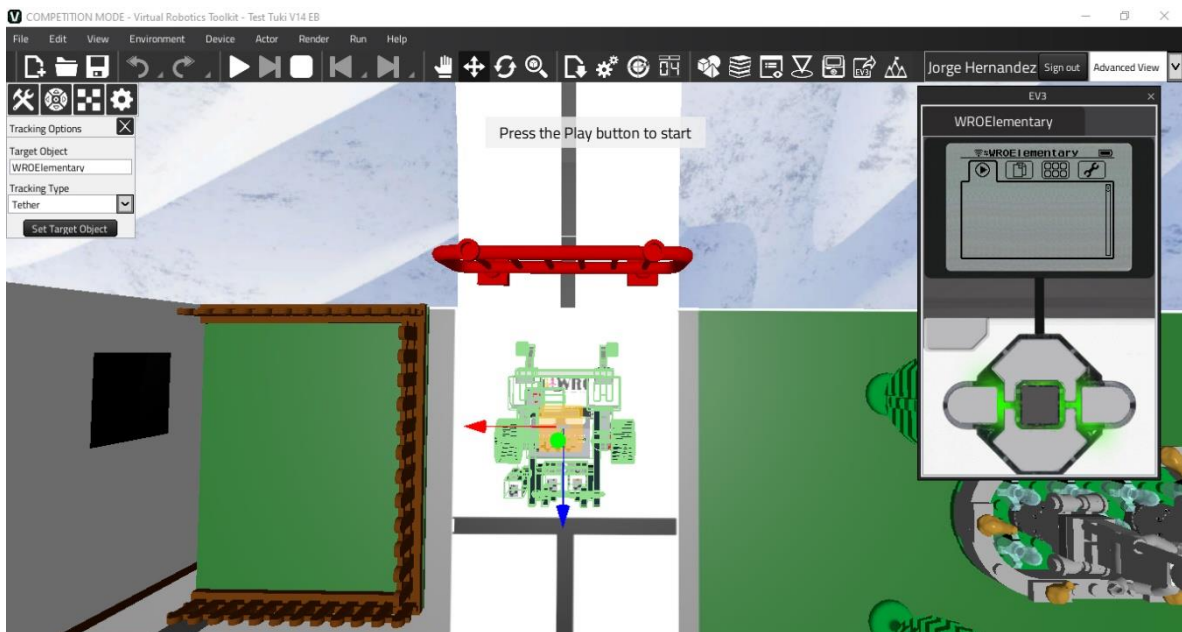 COMPETITION MODE - Virtual Robotics Toolkit - Test Tuki V14 EB
File Edit View Environment Device Actor Render Run Help
Jorge Hernandez Sign out Advanced View
Tracking Options
Target Object
WROElementary
Tracking Type
Tether
Set Target Object
Press the Play button to start
EV3
WROElementary
WROElementary
WRO
04
EV3